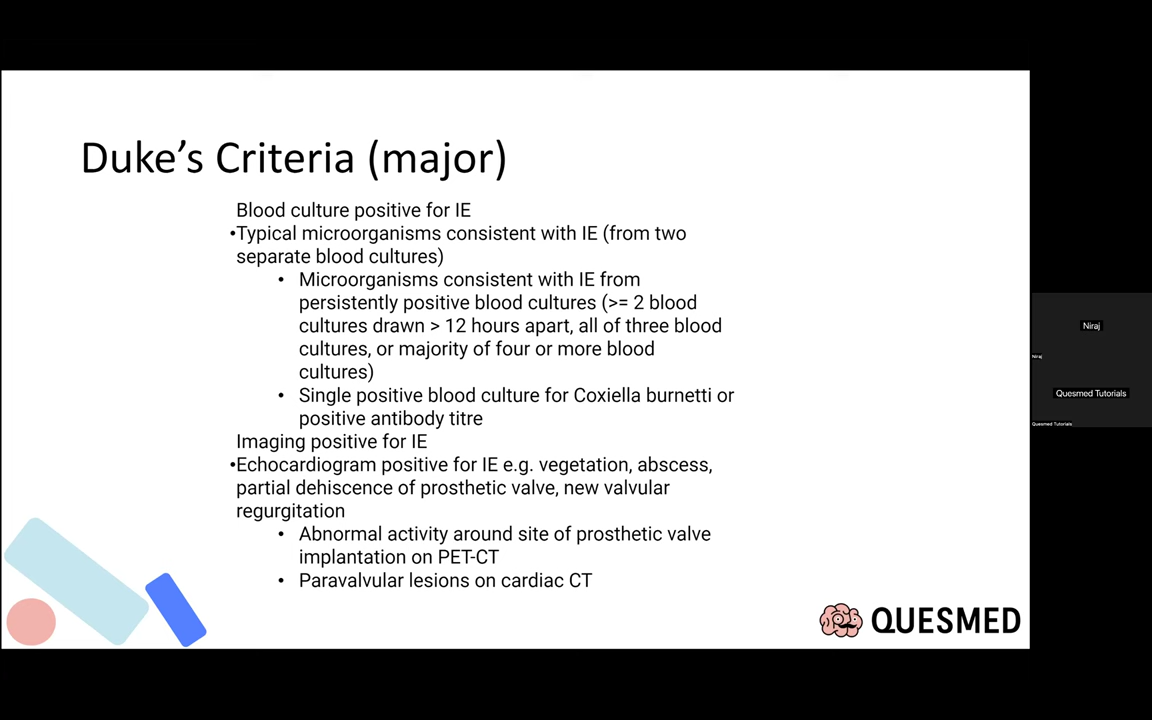 Duke’s Criteria (major)
Blood culture positive for IE
•Typical microorganisms consistent with IE (from two
separate blood cultures)
• Microorganisms consistent with IE from
persistently positive blood cultures (>= 2 blood
cultures drawn > 12 hours apart, all of three blood
cultures, or majority of four or more blood
cultures)
• Single positive blood culture for Coxiella burnetti or
positive antibody titre
Imaging positive for IE
•Echocardiogram positive for IE e.g. vegetation, abscess,
partial dehiscence of prosthetic valve, new valvular
regurgitation
• Abnormal activity around site of prosthetic valve
implantation on PET-CT
• Paravalvular lesions on cardiac CT
QUESMED
Niraj
Niraj
Quesmed Tutorials
Quesmed Tutorials